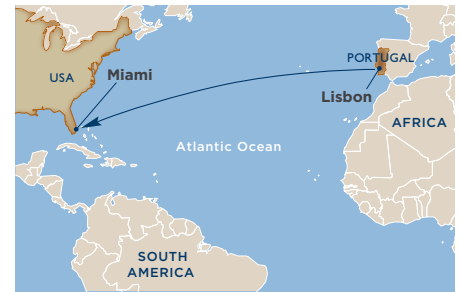 PORTUGAL
USA
Miami
Lisbon
AFRICA
Atlantic Ocean
SOUTH
AMERICA